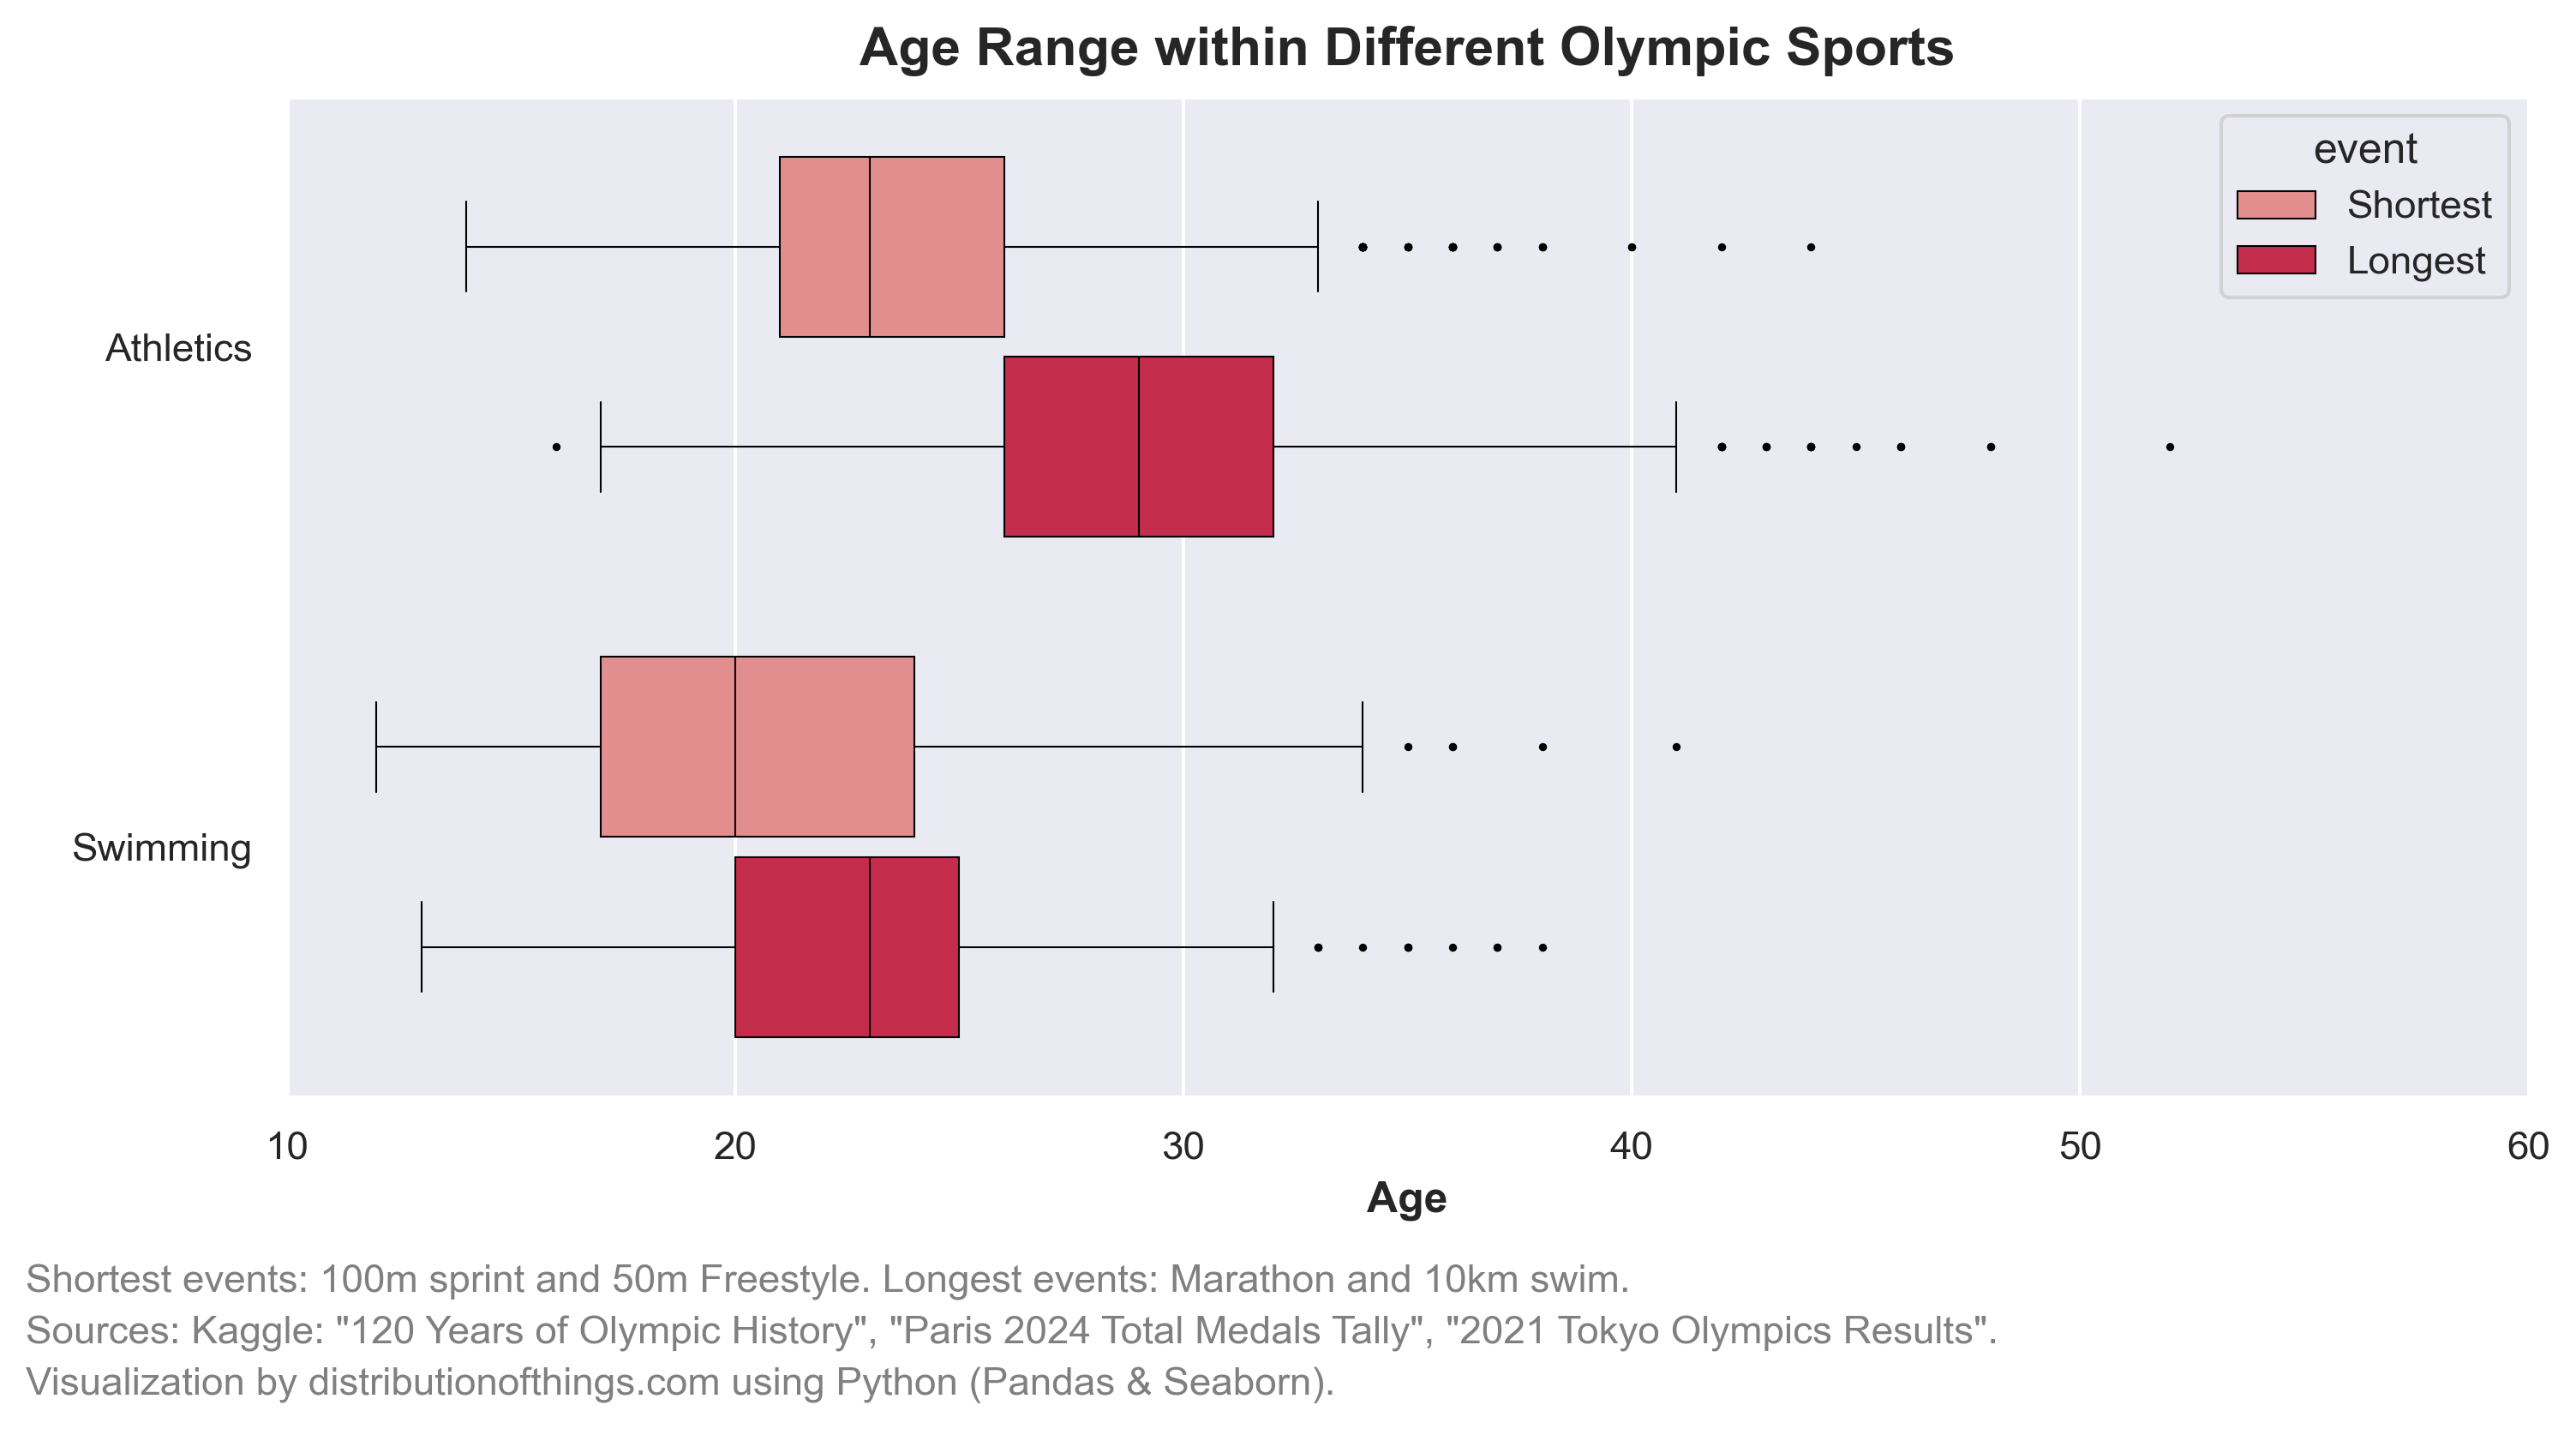 Age Range within Different Olympic Sports
event
Shortest
Longest
Athletics
Swimming
10 20 30 40 50 60
Age
Shortest events: 100m sprint and 50m Freestyle. Longest events: Marathon and 10km swim.
Sources: Kaggle: "120 Years of Olympic History", "Paris 2024 Total Medals Tally", "2021 Tokyo Olympics Results".
Visualization by distributionofthings.com using Python (Pandas & Seaborn).